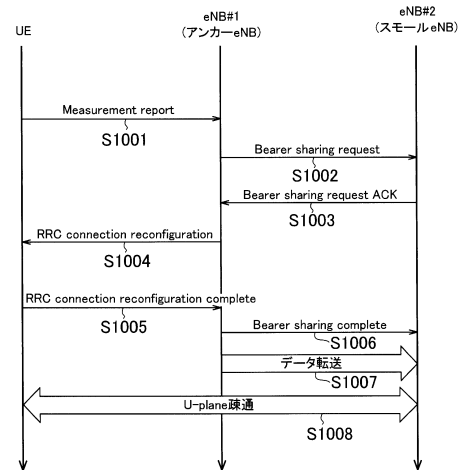 UE
eNB#1
(アンカーeNB)
eNB#2
(スモールeNB)
Measurement report
S1001
Bearer sharing request
S1002
Bearer sharing request ACK
S1003
RRC connection reconfiguration
S1004
RRC connection reconfiguration complete
S1005
Bearer sharing complete
S1006
データ転送
S1007
U-plane疎通
S1008